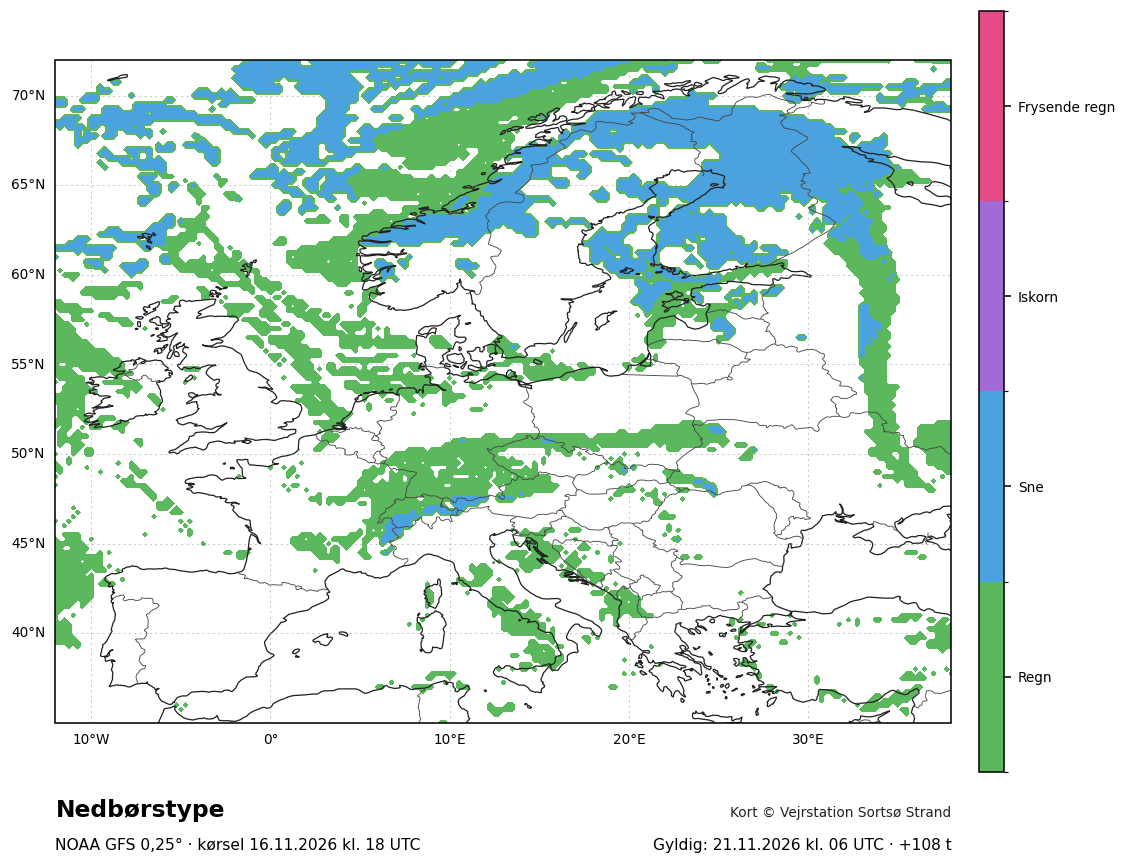 Frysende regn
Iskorn
Sne
Regn
70°N
65°N
60°N
55°N
50°N
45°N
40°N
10°W
0°
10°E
20°E
30°E
Nedbørstype
Kort © Vejrstation Sortsø Strand
NOAA GFS 0,25° · kørsel 16.11.2026 kl. 18 UTC
Gyldig: 21.11.2026 kl. 06 UTC · +108 t